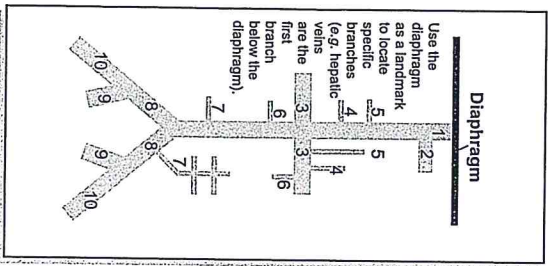 Diaphragm
Use the
diaphragm
as a landmark
to locate
specific
branches
(e.g. hepatic
veins
are the
first
branch
below the
diaphragm).
1
2
5
4
5
3
3
4
6
6
7
7
8
8
9
9
10
10